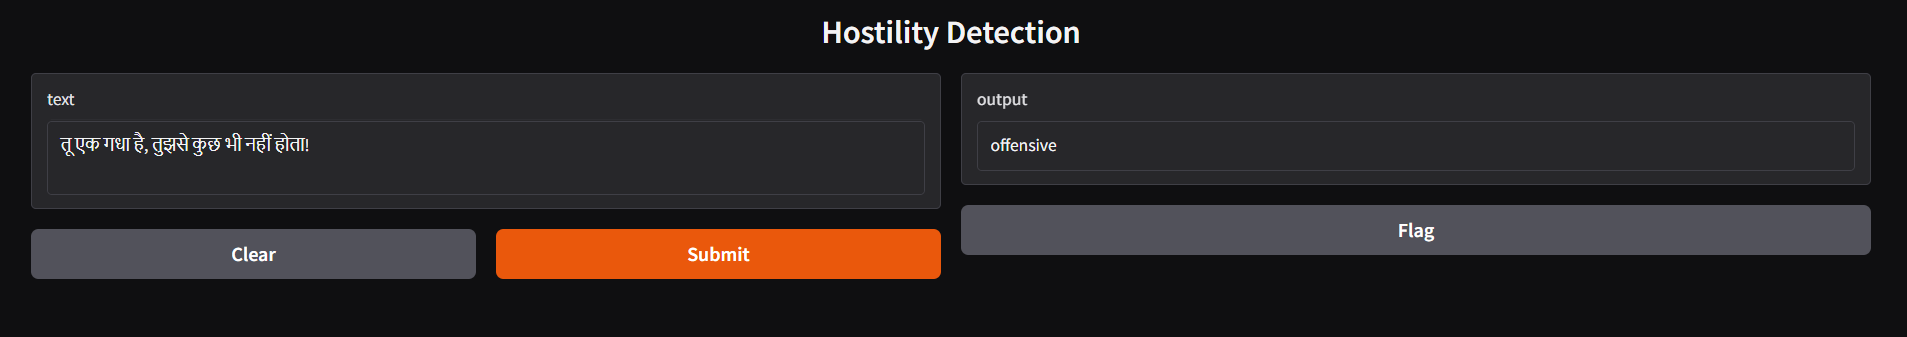 Hostility Detection
text
तू एक गधा है, तुझसे कुछ भी नहीं होता!
Clear
Submit
output
offensive
Flag